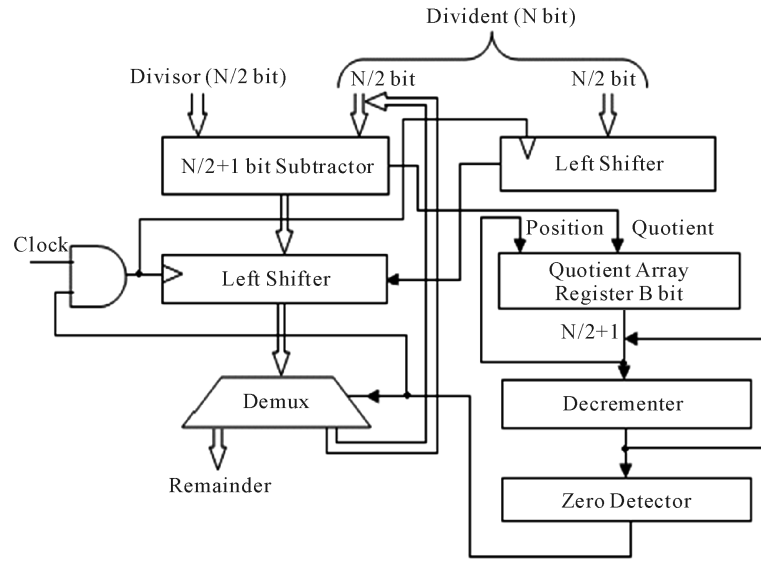 Divident (N bit)
Divisor (N/2 bit)
N/2 bit
N/2 bit
N/2+1 bit Subtractor
Left Shifter
Clock
Position
Quotient
Left Shifter
Quotient Array
Register B bit
N/2+1
Demux
Decrementer
Remainder
Zero Detector